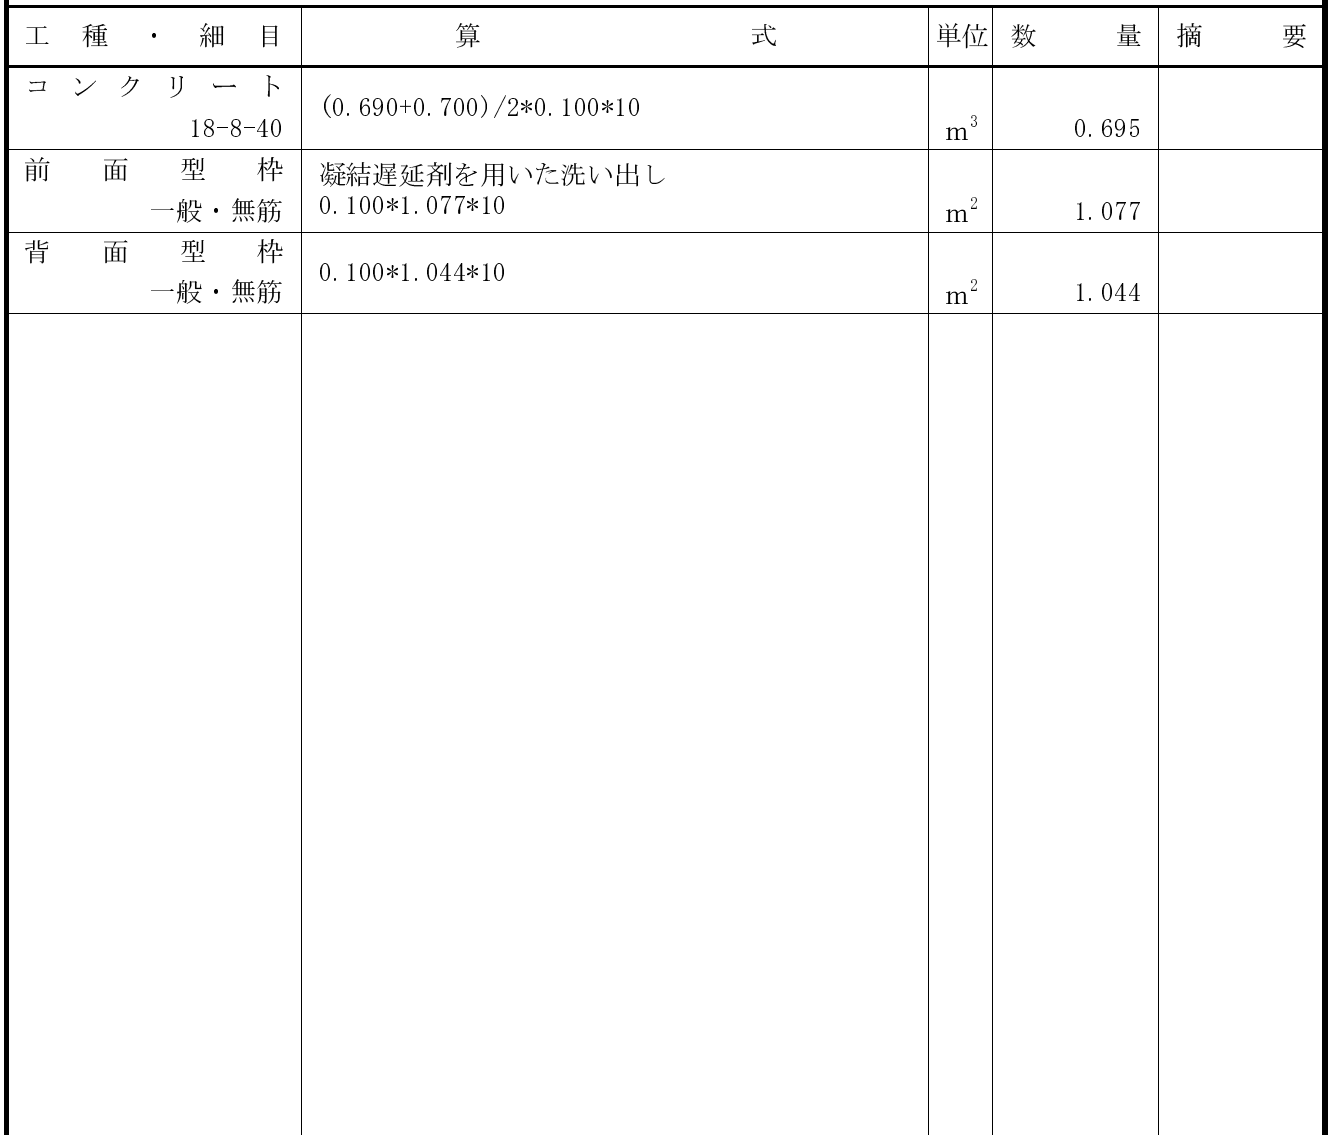 工種・細目 算式 単位 数量 摘要
コンクリート
18-8-40 (0.690+0.700)/2*0.100*10 m³ 0.695
前面型枠 凝結遅延剤を用いた洗い出し
一般・無筋 0.100*1.077*10 m² 1.077
背面型枠
一般・無筋 0.100*1.044*10 m² 1.044